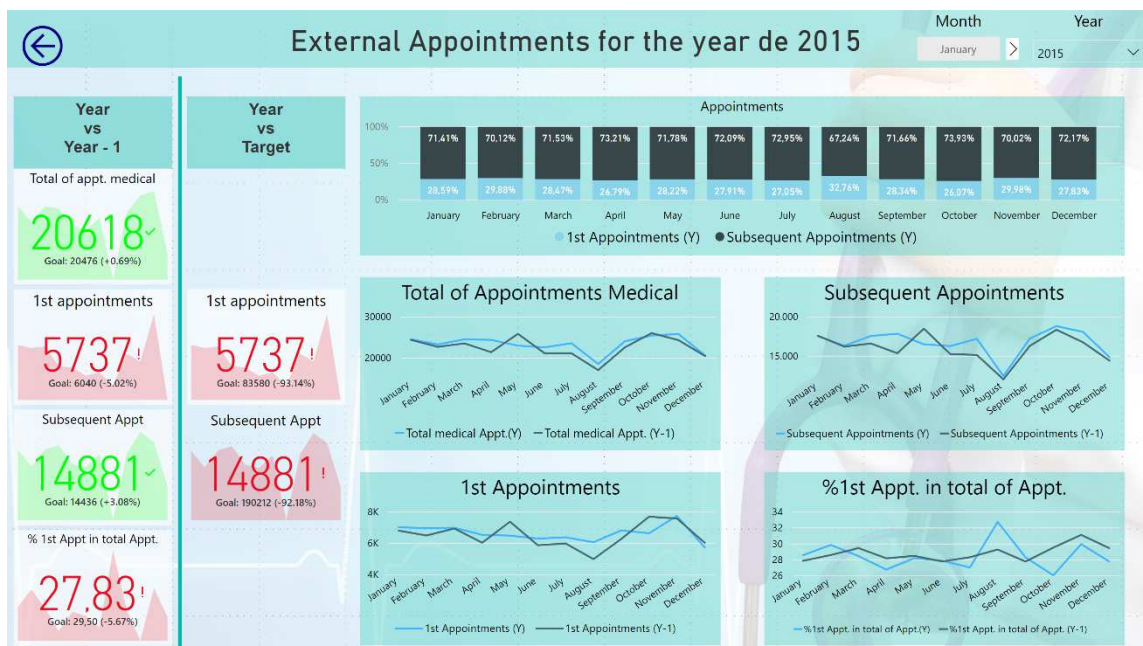 External Appointments for the year de 2015
Month
Year
January
2015
Year
vs
Year - 1
Year
vs
Target
Total of appt. medical
20618
Goal: 20476 (+0.69%)
1st appointments
5737!
Goal: 6040 (-5.02%)
Subsequent Appt
14881
Goal: 14436 (+3.08%)
% 1st Appt in total Appt.
27,83!
Goal: 29,50 (-5.67%)
1st appointments
5737!
Goal: 83580 (-93.14%)
Subsequent Appt
14881!
Goal: 190212 (-92.18%)
Appointments
100%
71,41% 70,12% 71,53% 73,21% 71,78% 72,09% 72,95% 67,24% 71,66% 73,93% 70,02% 72,17%
50%
28,59% 29,88% 28,47% 26,79% 28,22% 27,91% 27,05% 32,76% 28,34% 26,07% 29,98% 27,83%
0%
January February March April May June July August September October November December
1st Appointments (Y) Subsequent Appointments (Y)
Total of Appointments Medical
30000
20000
January February March April May June July August September October November December
Total medical Appt.(Y) Total medical Appt. (Y-1)
Subsequent Appointments
20.000
15.000
January February March April May June July August September October November December
Subsequent Appointments (Y) Subsequent Appointments (Y-1)
1st Appointments
8K
6K
4K
January February March April May June July August September October November December
1st Appointments (Y) 1st Appointments (Y-1)
%1st Appt. in total of Appt.
34
32
30
28
26
January February March April May June July August September October November December
%1st Appt. in total of Appt.(Y) %1st Appt. in total of Appt. (Y-1)